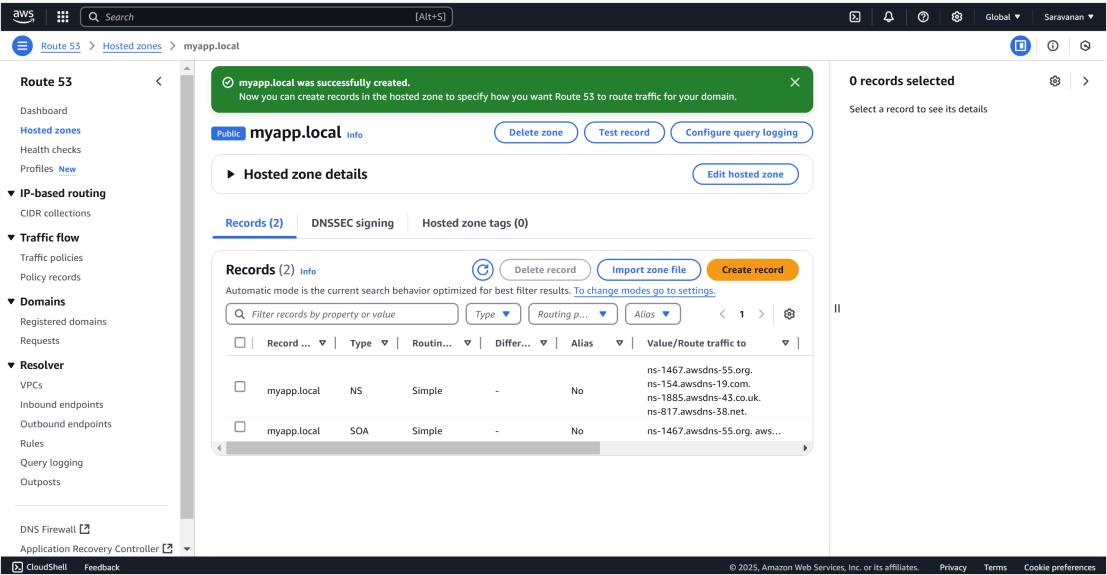 aws
Search [Alt+S] Global ▼ Saravanan ▼
Route 53 > Hosted zones > myapp.local
Route 53
Dashboard
Hosted zones
Health checks
Profiles New
▼ IP-based routing
CIDR collections
▼ Traffic flow
Traffic policies
Policy records
▼ Domains
Registered domains
Requests
▼ Resolver
VPCs
Inbound endpoints
Outbound endpoints
Rules
Query logging
Outposts
DNS Firewall
Application Recovery Controller
myapp.local was successfully created.
Now you can create records in the hosted zone to specify how you want Route 53 to route traffic for your domain.
Public myapp.local Info Delete zone Test record Configure query logging
▶ Hosted zone details Edit hosted zone
Records (2) DNSSEC signing Hosted zone tags (0)
Records (2) Info Delete record Import zone file Create record
Automatic mode is the current search behavior optimized for best filter results. To change modes go to settings.
Filter records by property or value Type ▼ Routing p... ▼ Alias ▼ < 1 >
Record ... Type Routin... Differ... Alias Value/Route traffic to
myapp.local NS Simple - No
ns-1467.awsdns-55.org.
ns-154.awsdns-19.com.
ns-1885.awsdns-43.co.uk.
ns-817.awsdns-38.net.
myapp.local SOA Simple - No ns-1467.awsdns-55.org. aws...
0 records selected
Select a record to see its details
CloudShell Feedback © 2025, Amazon Web Services, Inc. or its affiliates. Privacy Terms Cookie preferences